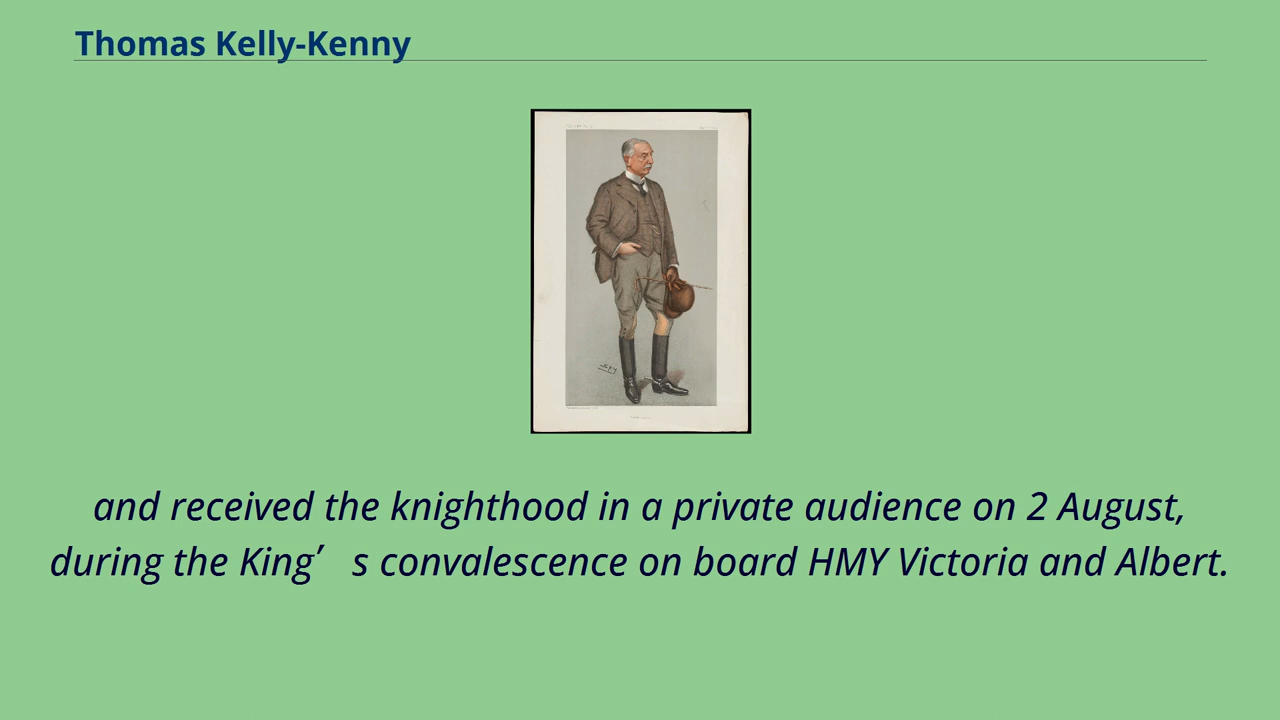 Thomas Kelly-Kenny
and received the knighthood in a private audience on 2 August,
during the King’s convalescence on board HMY Victoria and Albert.